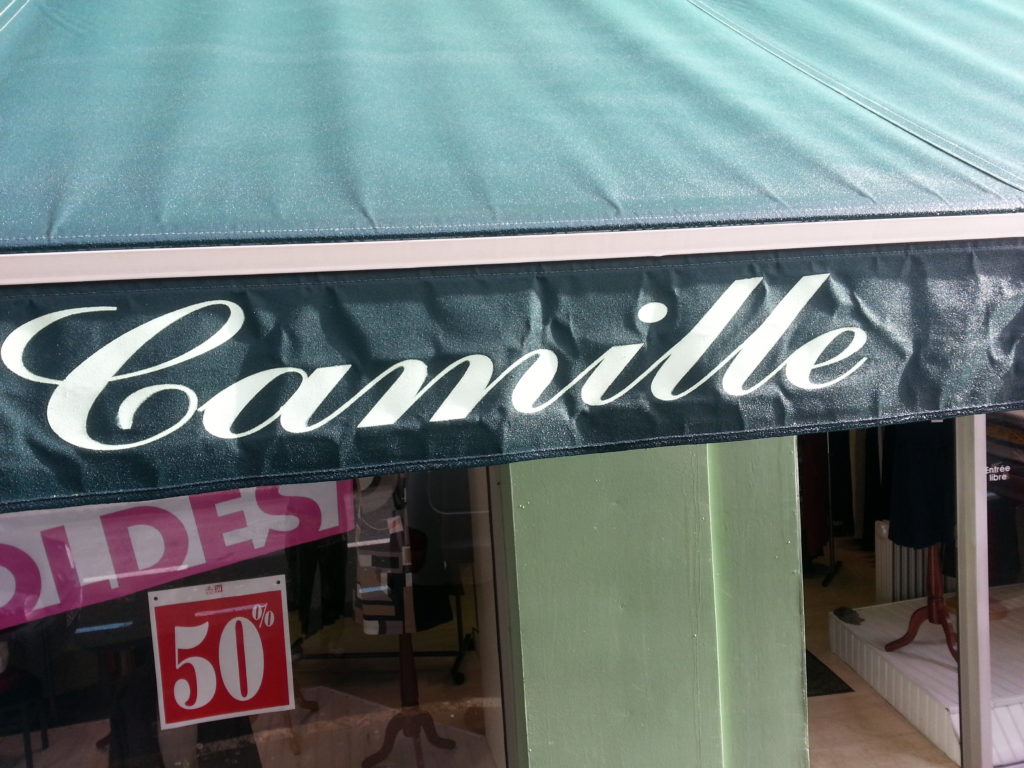 Camille
OLDES
50%
Entrée
libre